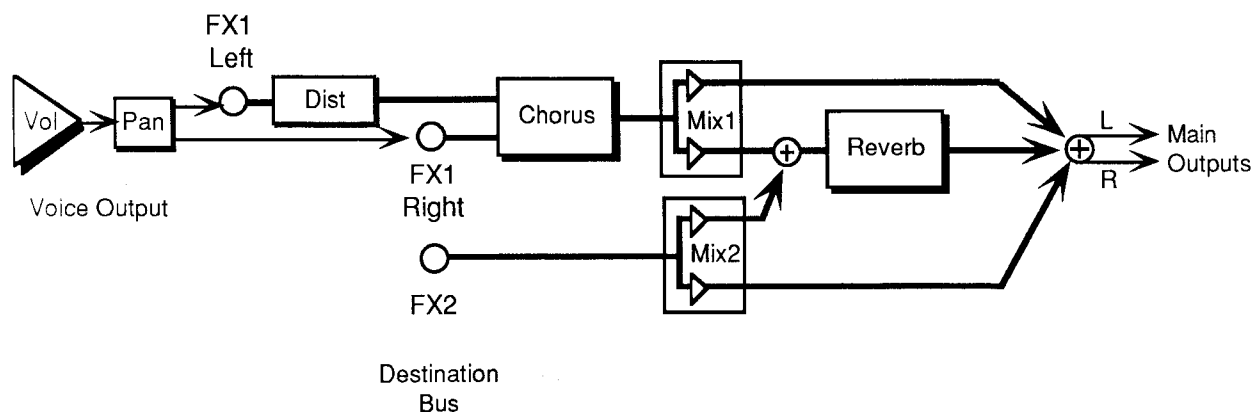 FX1
Left
Vol
Pan
Dist
Chorus
Mix1
Reverb
L
R
Main
Outputs
FX1
Right
Voice Output
Mix2
FX2
Destination
Bus